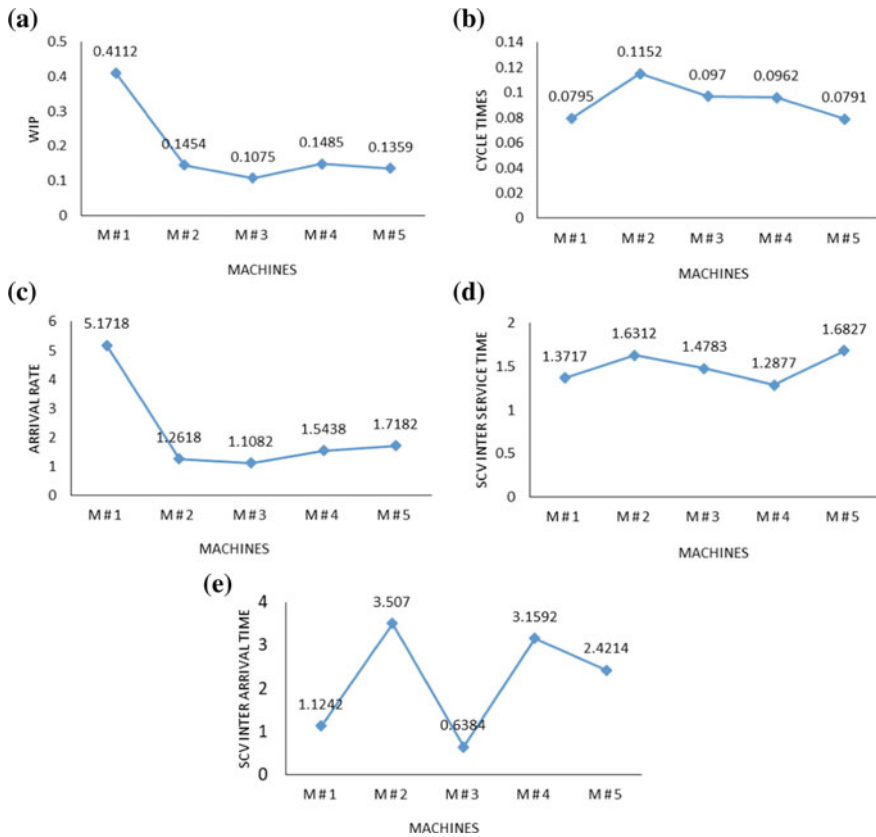 (a)
0.5
0.4
0.3
0.2
0.1
0
0.4112
0.1454
0.1075
0.1485
0.1359
WIP
M#1 M#2 M#3 M#4 M#5
MACHINES
(b)
0.14
0.12
0.1
0.08
0.06
0.04
0.02
0
0.0795
0.1152
0.097
0.0962
0.0791
CYCLE TIMES
M#1 M#2 M#3 M#4 M#5
MACHINES
(c)
6
5
4
3
2
1
0
5.1718
1.2618
1.1082
1.5438
1.7182
ARRIVAL RATE
M#1 M#2 M#3 M#4 M#5
MACHINES
(d)
2
1.5
1
0.5
0
1.3717
1.6312
1.4783
1.2877
1.6827
SCV INTER SERVICE TIME
M#1 M#2 M#3 M#4 M#5
MACHINES
(e)
4
3
2
1
0
1.1242
3.507
0.6384
3.1592
2.4214
SCV INTER ARRIVAL TIME
M#1 M#2 M#3 M#4 M#5
MACHINES